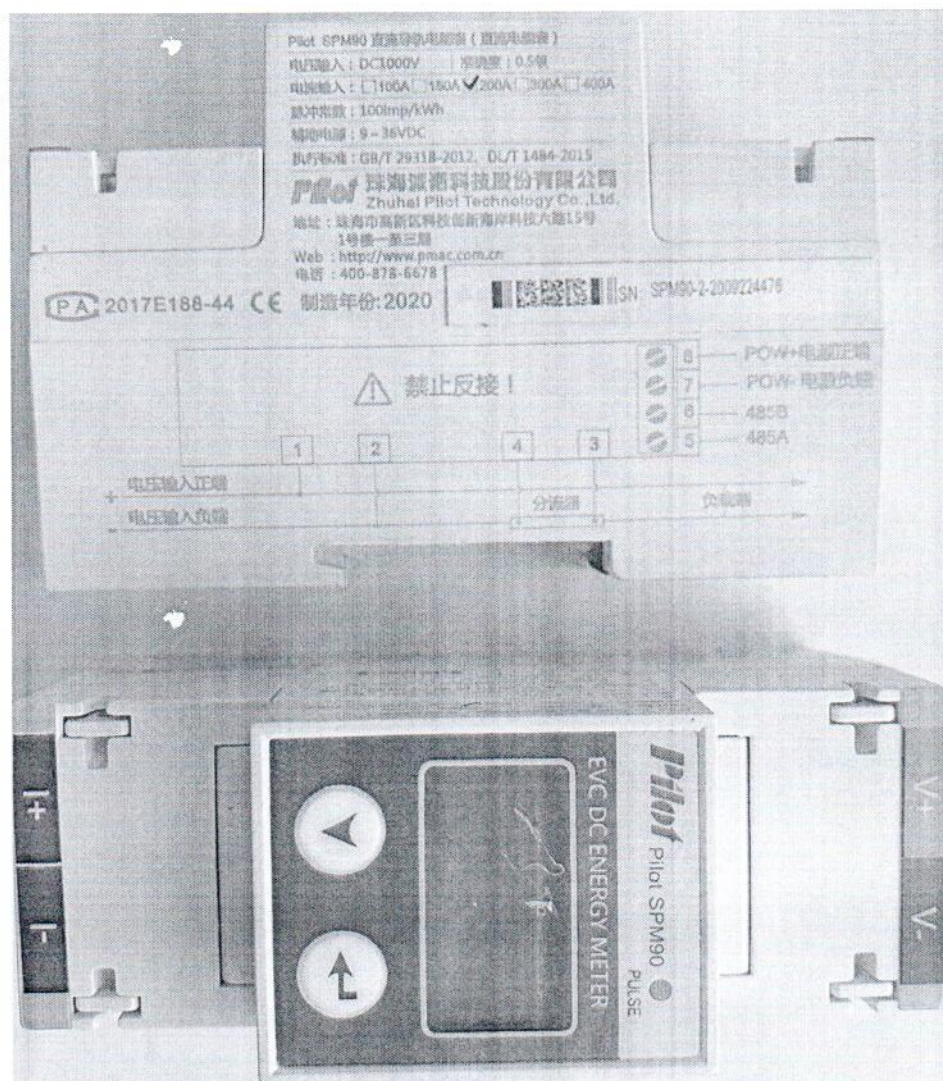 Pilot SPM90 直流导轨电能表（直流电能表）
电压输入：DC1000V 准确度：0.5级
电流输入：□100A □150A ✓200A □300A □400A
脉冲常数：100imp/kWh
辅助电源：9～36VDC
执行标准：GB/T 29318-2012、DL/T 1484-2015
Pilot 珠海派诺科技股份有限公司
Zhuhai Pilot Technology Co.,Ltd.
地址：珠海市高新区科技创新海岸科技六路15号
1号楼一至三层
Web：http://www.pmac.com.cn
电话：400-878-6678
PA 2017E188-44 CE 制造年份:2020
SN SPM90-2-2009224476
⚠ 禁止反接！
8 POW+电源正端
7 POW-电源负端
6 485B
5 485A
1 2 4 3
+ 电压输入正端
- 电压输入负端
分流器 负载端
I+
I-
EVC DC ENERGY METER
Pilot
Pilot SPM90
PULSE
V+
V-